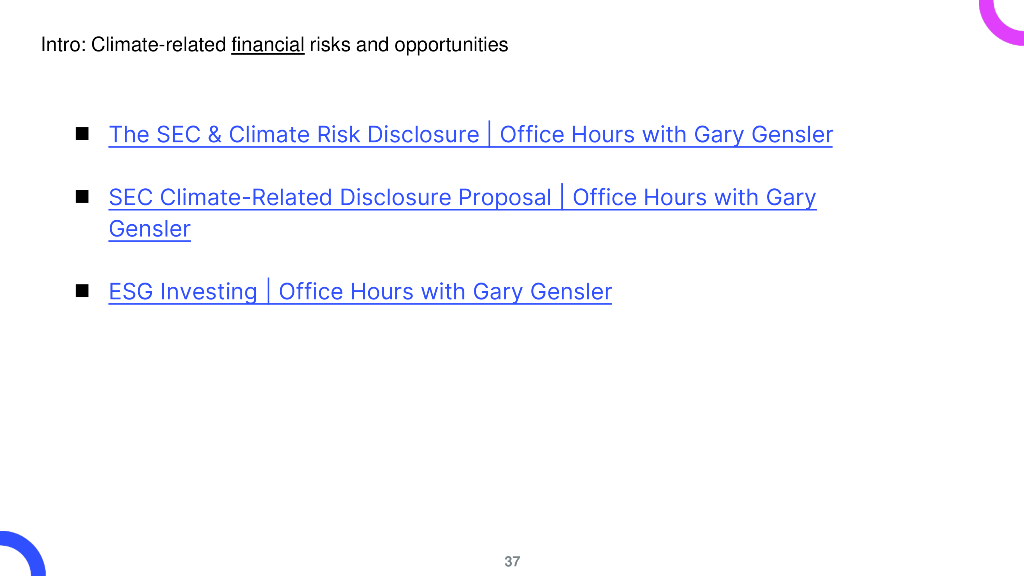 Intro: Climate-related financial risks and opportunities
■ The SEC & Climate Risk Disclosure | Office Hours with Gary Gensler
■ SEC Climate-Related Disclosure Proposal | Office Hours with Gary
Gensler
■ ESG Investing | Office Hours with Gary Gensler
37